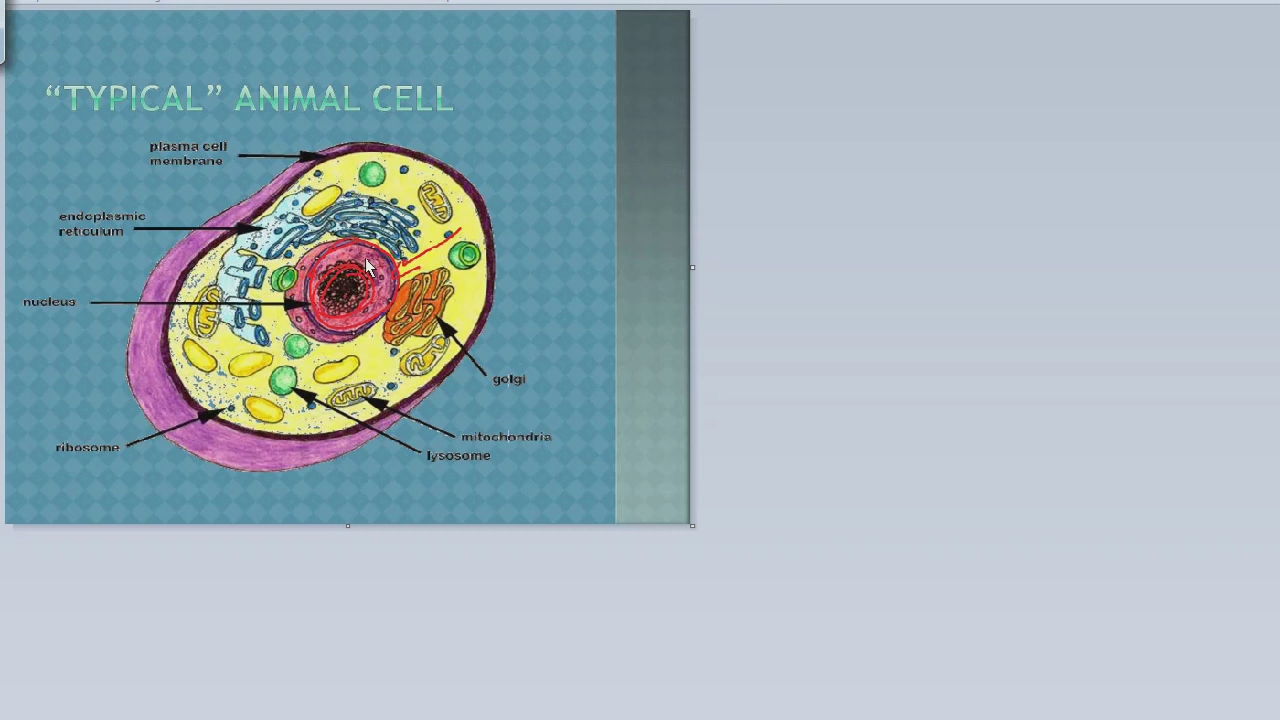 “TYPICAL” ANIMAL CELL
plasma cell
membrane
endoplasmic
reticulum
nucleus
golgi
mitochondria
ribosome
lysosome